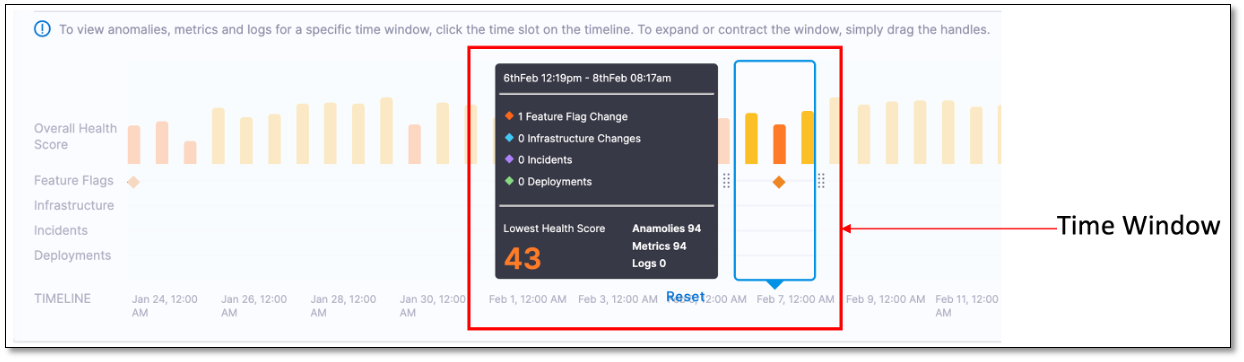 To view anomalies, metrics and logs for a specific time window, click the time slot on the timeline. To expand or contract the window, simply drag the handles.
6thFeb 12:19pm - 8thFeb 08:17am
1 Feature Flag Change
0 Infrastructure Changes
0 Incidents
0 Deployments
Lowest Health Score
43
Anamolies 94
Metrics 94
Logs 0
Overall Health
Score
Feature Flags
Infrastructure
Incidents
Deployments
Time Window
Reset
TIMELINE
Jan 24, 12:00
AM
Jan 26, 12:00
AM
Jan 28, 12:00
AM
Jan 30, 12:00
AM
Feb 1, 12:00 AM
Feb 3, 12:00 AM
12:00 AM
Feb 7, 12:00 AM
Feb 9, 12:00 AM
Feb 11, 12:00
AM